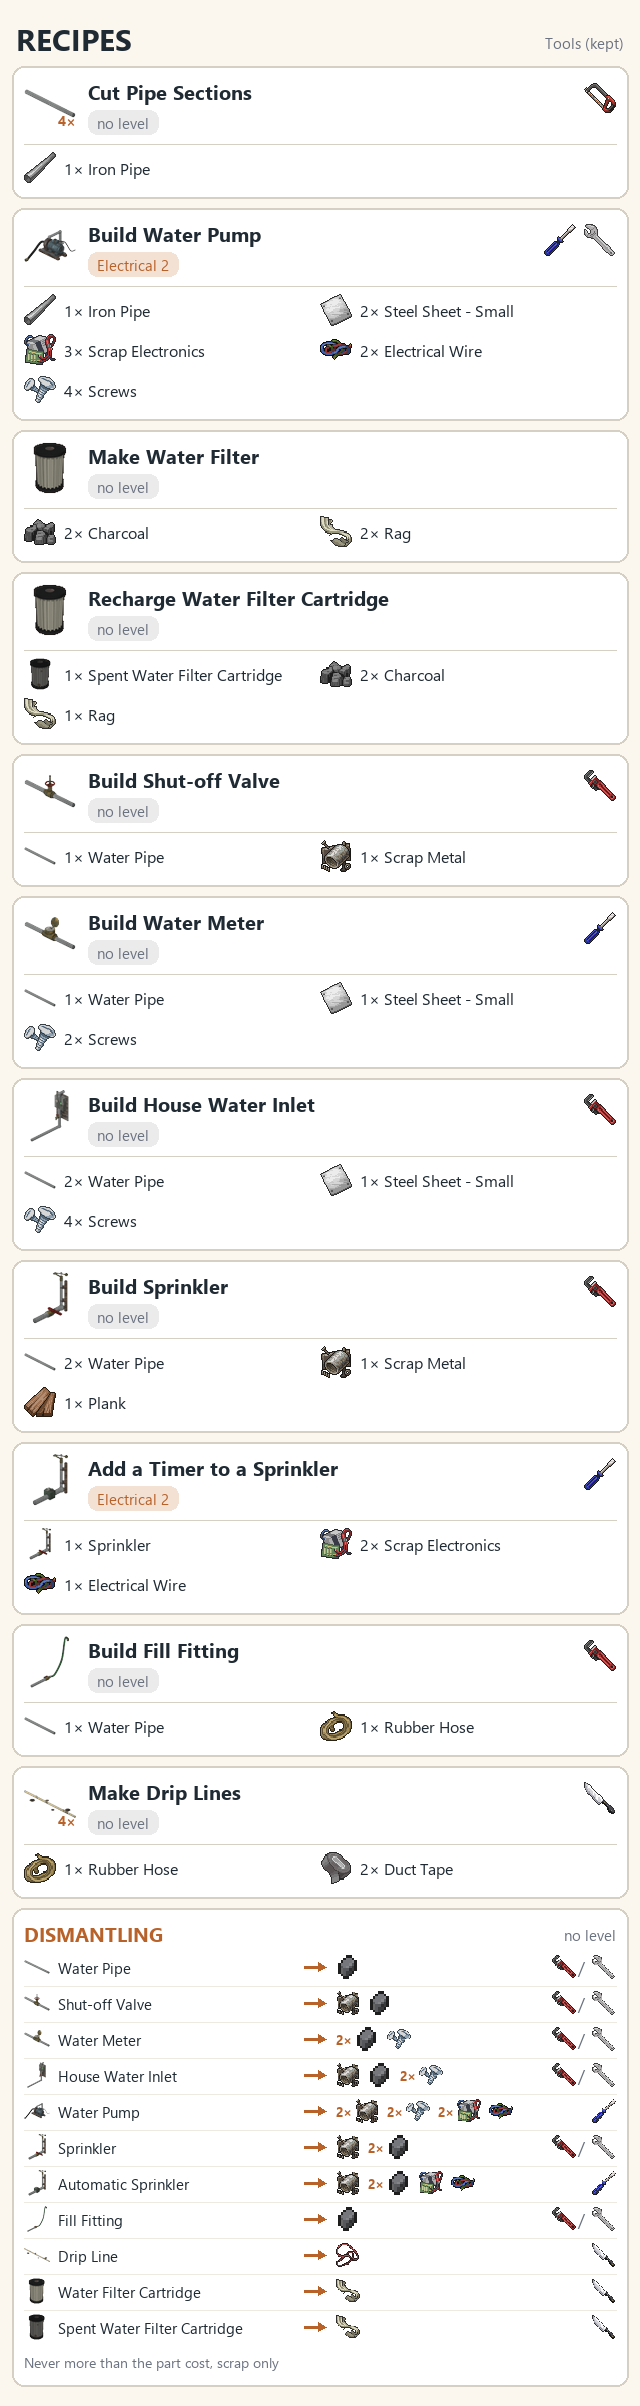 RECIPES
Tools (kept)
Cut Pipe Sections
4×
no level
1× Iron Pipe
Build Water Pump
Electrical 2
1× Iron Pipe
2× Steel Sheet - Small
3× Scrap Electronics
2× Electrical Wire
4× Screws
Make Water Filter
no level
2× Charcoal
2× Rag
Recharge Water Filter Cartridge
no level
1× Spent Water Filter Cartridge
2× Charcoal
1× Rag
Build Shut-off Valve
no level
1× Water Pipe
1× Scrap Metal
Build Water Meter
no level
1× Water Pipe
1× Steel Sheet - Small
2× Screws
Build House Water Inlet
no level
2× Water Pipe
1× Steel Sheet - Small
4× Screws
Build Sprinkler
no level
2× Water Pipe
1× Scrap Metal
1× Plank
Add a Timer to a Sprinkler
Electrical 2
1× Sprinkler
2× Scrap Electronics
1× Electrical Wire
Build Fill Fitting
no level
1× Water Pipe
1× Rubber Hose
Make Drip Lines
4×
no level
1× Rubber Hose
2× Duct Tape
DISMANTLING
no level
Water Pipe /
Shut-off Valve /
Water Meter 2× /
House Water Inlet 2× /
Water Pump 2× 2× 2×
Sprinkler 2× /
Automatic Sprinkler 2×
Fill Fitting /
Drip Line
Water Filter Cartridge
Spent Water Filter Cartridge
Never more than the part cost, scrap only